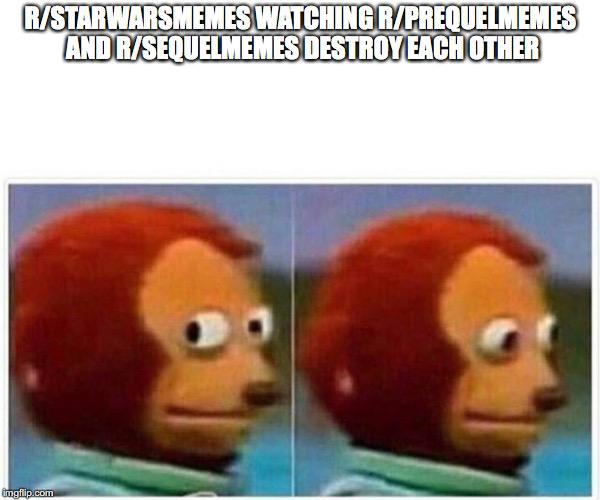 R/STARWARSMEMES WATCHING R/PREQUELMEMES
AND R/SEQUELMEMES DESTROY EACH OTHER
imgflip.com